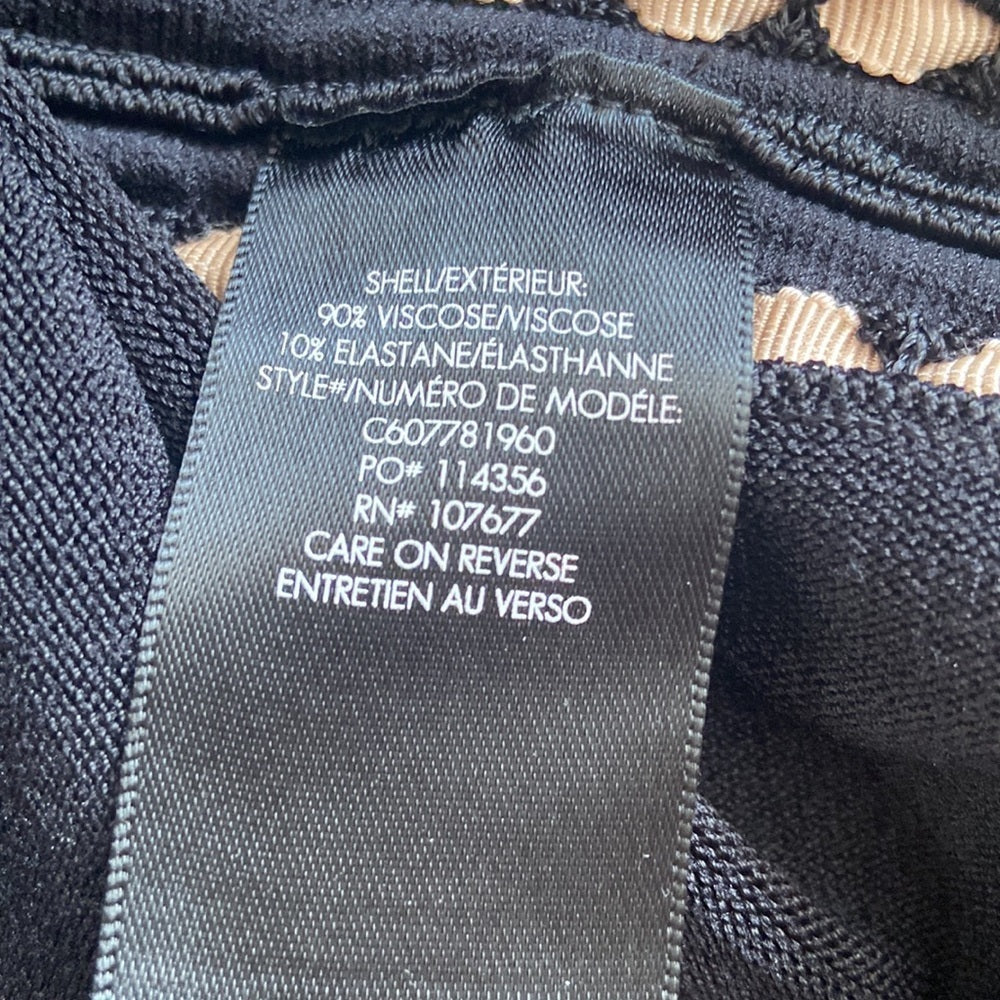 SHELL/EXTÉRIEUR:
90% VISCOSE/VISCOSE
10% ELASTANE/ÉLASTHANNE
STYLE#/NUMÉRO DE MODÉLE:
C607781960
PO# 114356
RN# 107677
CARE ON REVERSE
ENTRETIEN AU VERSO